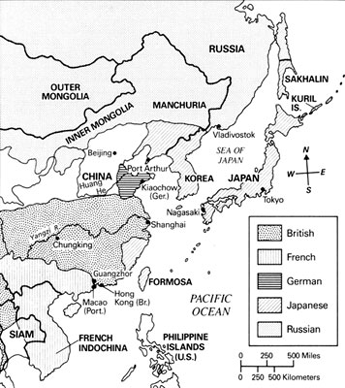 RUSSIA
SAKHALIN
KURIL
IS.
OUTER
MONGOLIA
INNER MONGOLIA
MANCHURIA
Vladivostok
Beijing
SEA OF
JAPAN
Port Arthur
CHINA
Huang
He
Kiaochow
(Ger.)
KOREA
JAPAN
Tokyo
N
W
E
S
Nagasaki
Shanghai
Yangzi R.
Chungking
Guangzhor
FORMOSA
Macao
(Port.)
Hong
Kong (Br.)
PACIFIC
OCEAN
SIAM
FRENCH
INDOCHINA
PHILIPPINE
ISLANDS
(U.S.)
British
French
German
Japanese
Russian
0 250 500 Miles
0 250 500 Kilometers